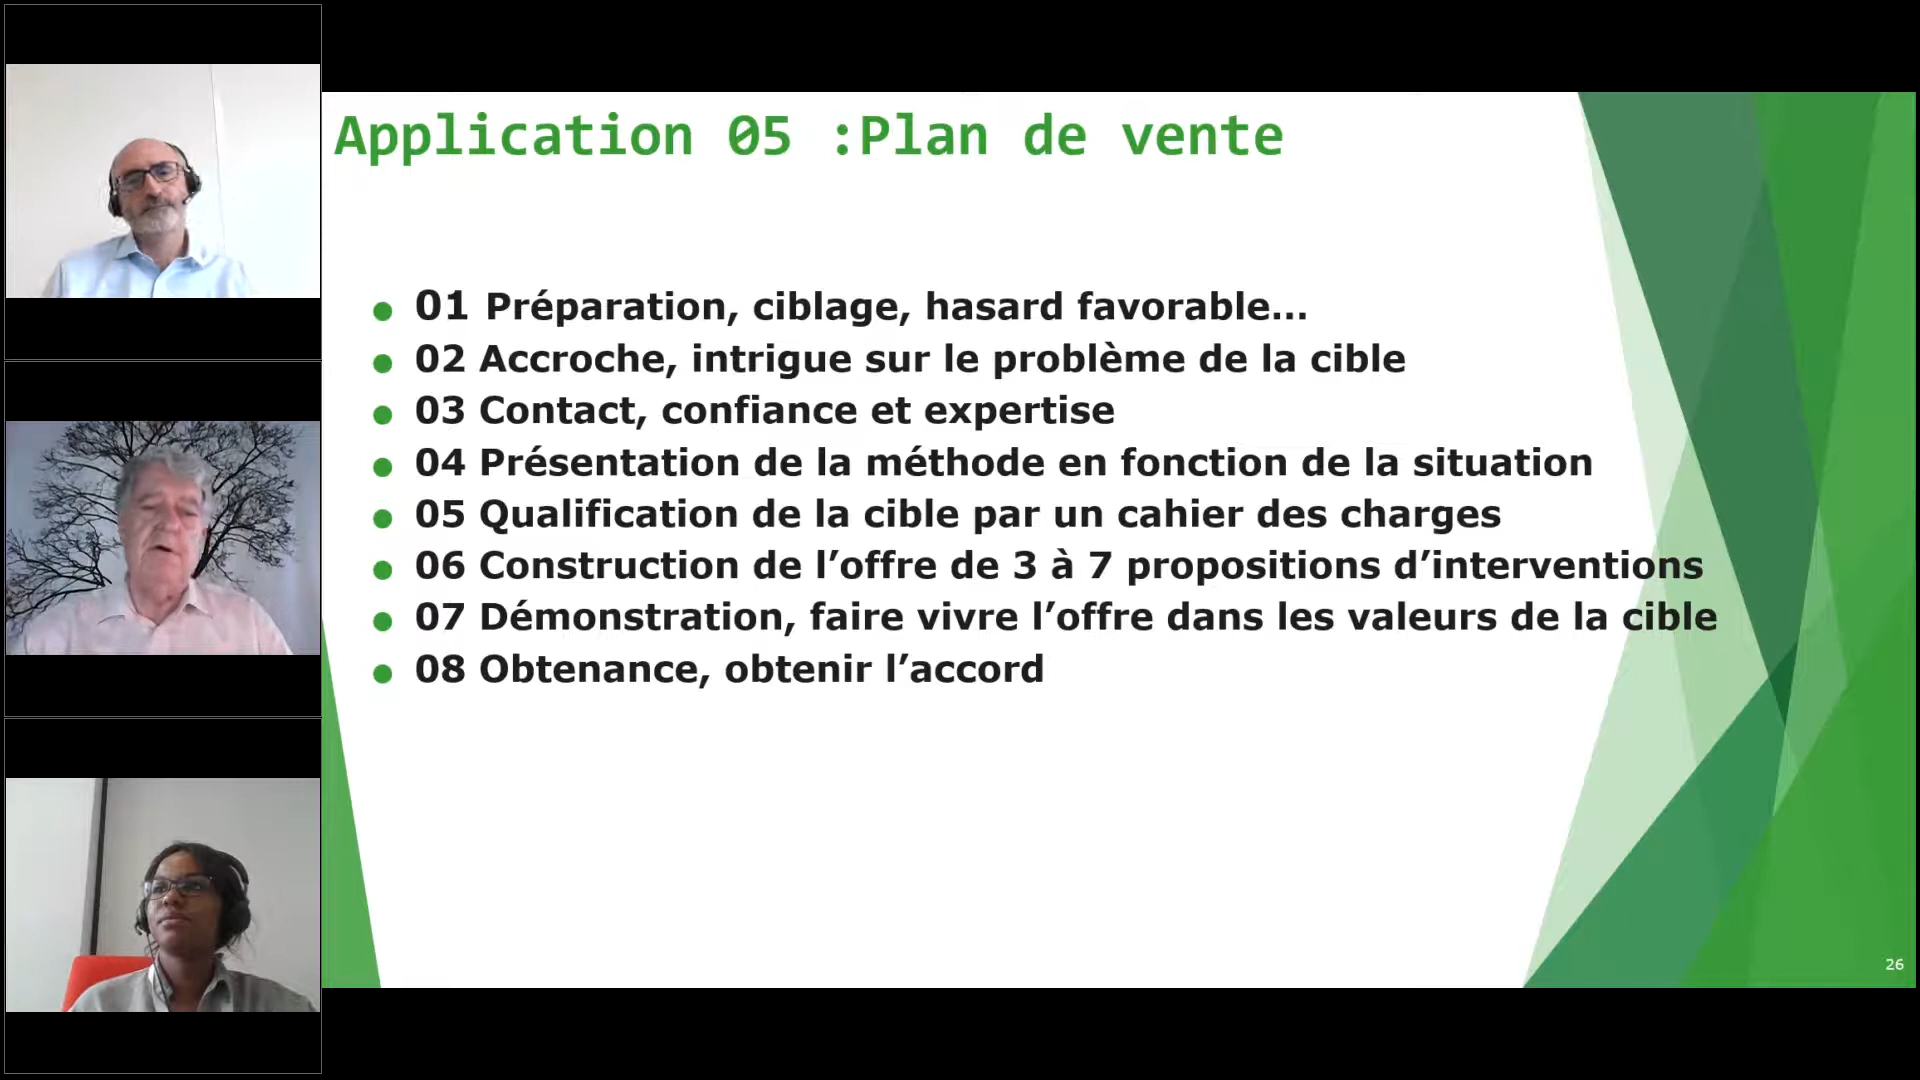 Application 05 :Plan de vente
01 Préparation, ciblage, hasard favorable...
02 Accroche, intrigue sur le problème de la cible
03 Contact, confiance et expertise
04 Présentation de la méthode en fonction de la situation
05 Qualification de la cible par un cahier des charges
06 Construction de l’offre de 3 à 7 propositions d’interventions
07 Démonstration, faire vivre l’offre dans les valeurs de la cible
08 Obtenance, obtenir l’accord
26